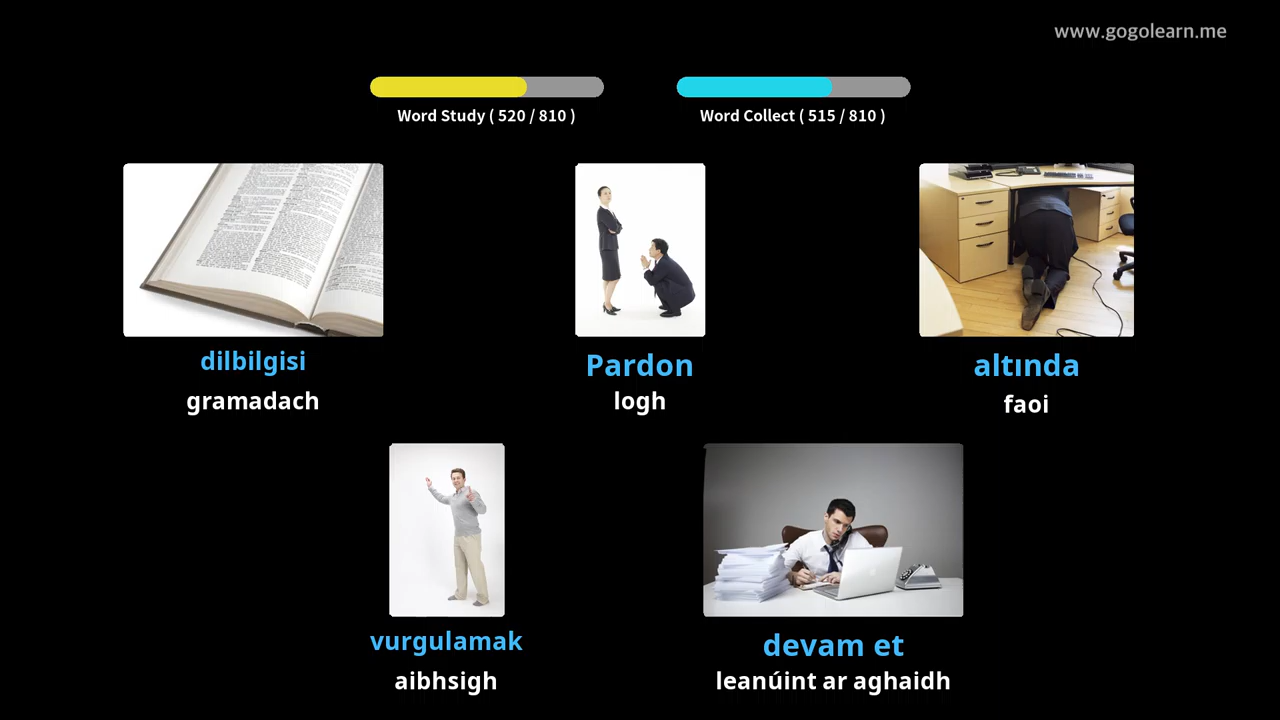 www.gogolearn.me
Word Study ( 520 / 810 )
Word Collect ( 515 / 810 )
dilbilgisi
gramadach
Pardon
logh
altında
faoi
vurgulamak
aibhsigh
devam et
leanúint ar aghaidh